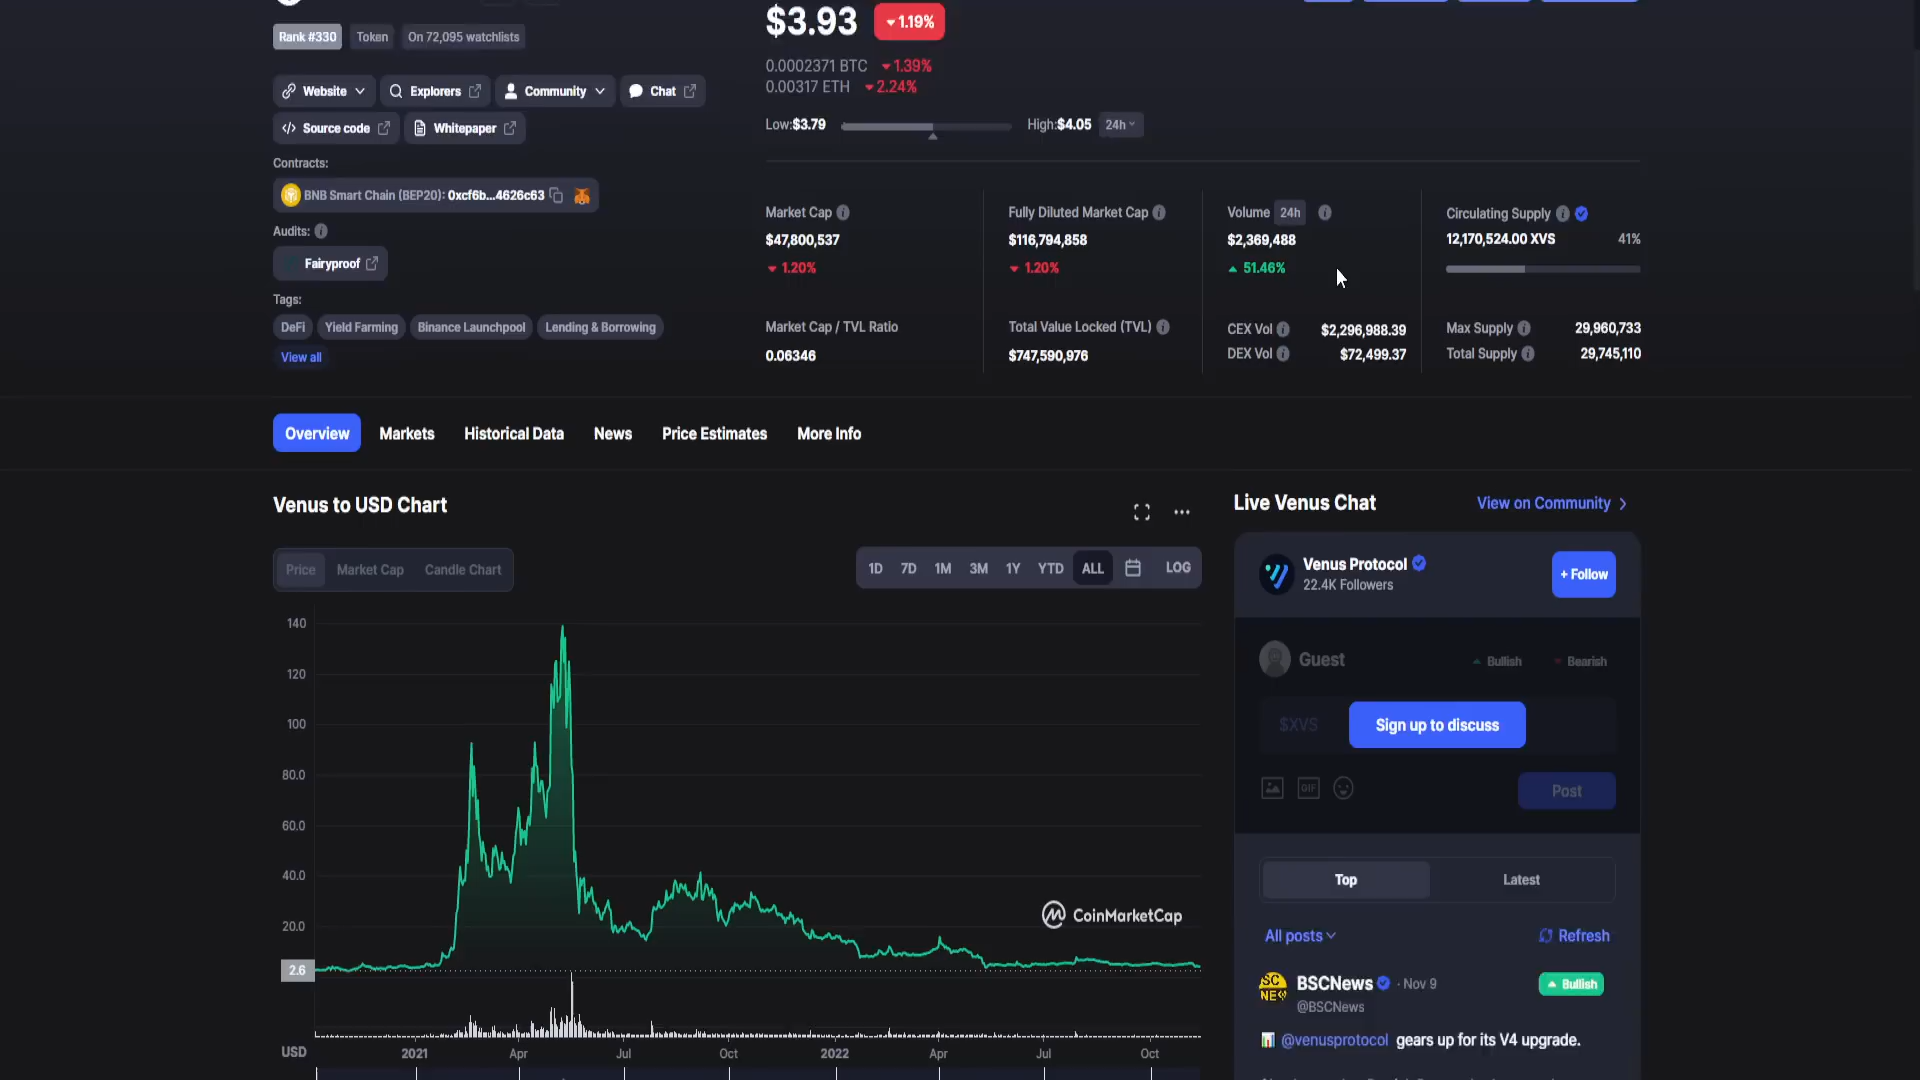 Rank #330 Token On 72,095 watchlists
Website Explorers Community Chat
Source code Whitepaper
Contracts:
BNB Smart Chain (BEP20): 0xcf6b...4626c63
Audits:
Fairyproof
Tags:
DeFi Yield Farming Binance Launchpool Lending & Borrowing
View all
$3.93 1.19%
0.0002371 BTC 1.39%
0.00317 ETH 2.24%
Low:$3.79 High:$4.05 24h
Market Cap
$47,800,537
1.20%
Market Cap / TVL Ratio
0.06346
Fully Diluted Market Cap
$116,794,858
1.20%
Total Value Locked (TVL)
$747,590,976
Volume 24h
$2,369,488
51.46%
CEX Vol $2,296,988.39
DEX Vol $72,499.37
Circulating Supply
12,170,524.00 XVS 41%
Max Supply 29,960,733
Total Supply 29,745,110
Overview Markets Historical Data News Price Estimates More Info
Venus to USD Chart
Price Market Cap Candle Chart
1D 7D 1M 3M 1Y YTD ALL LOG
140
120
100
80.0
60.0
40.0
20.0
2.6
CoinMarketCap
USD 2021 Apr Jul Oct 2022 Apr Jul Oct
Live Venus Chat View on Community
Venus Protocol
22.4K Followers
+ Follow
Guest Bullish Bearish
$XVS Sign up to discuss
GIF Post
Top Latest
All posts Refresh
SC NEWS BSCNews · Nov 9 Bullish
@BSCNews
@venusprotocol gears up for its V4 upgrade.